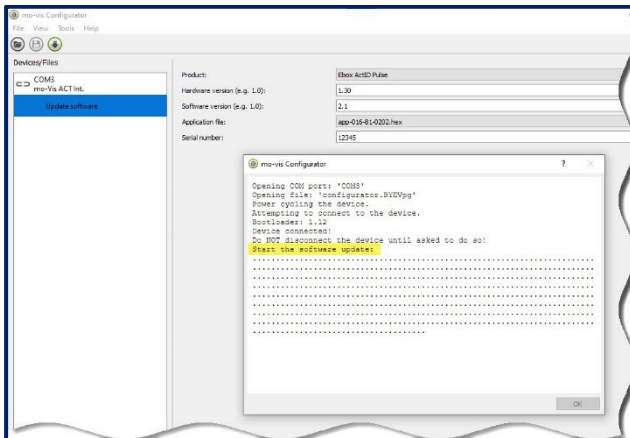 mo-vis Configurator
File View Tools Help
Devices/Files
COM3
mo-Vis ACT Int.
Update software
Product: Ebox ActID Pulse
Hardware version (e.g. 1.0): 1.30
Software version (e.g. 1.0): 2.1
Application file: app-016-81-0202.hex
Serial number: 12345
mo-vis Configurator ? ×
Opening COM port: 'COM3'
Opening file: 'configurator.BYEVpg'
Power cycling the device.
Attempting to connect to the device.
Bootloader: 1.12
Device connected!
Do NOT disconnect the device until asked to do so!
Start the software update:
OK